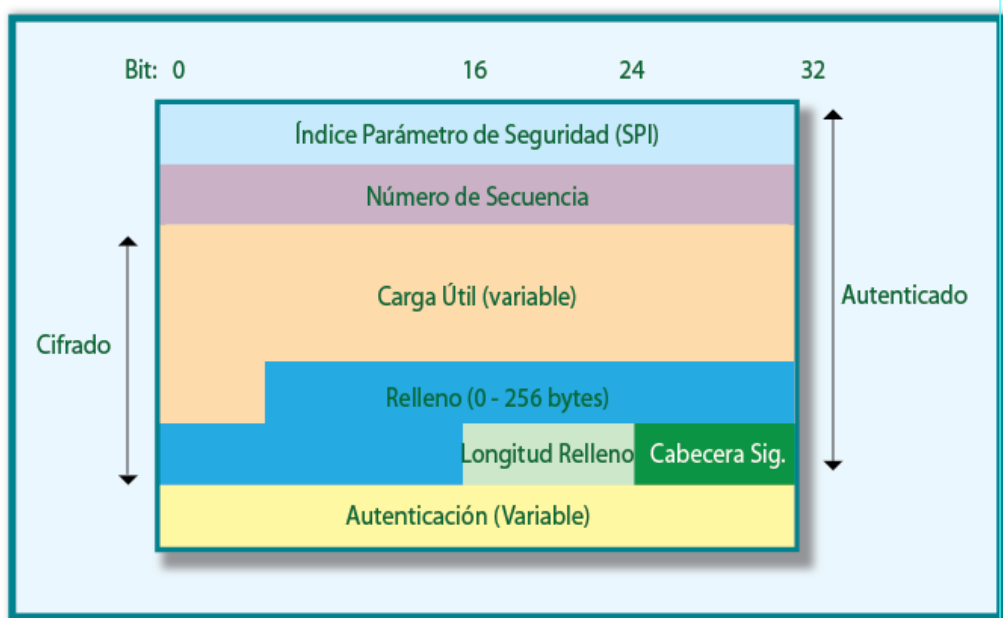 Bit: 0 16 24 32
Índice Parámetro de Seguridad (SPI)
Número de Secuencia
Carga Útil (variable)
Autenticado
Cifrado
Relleno (0 - 256 bytes)
Longitud Relleno Cabecera Sig.
Autenticación (Variable)